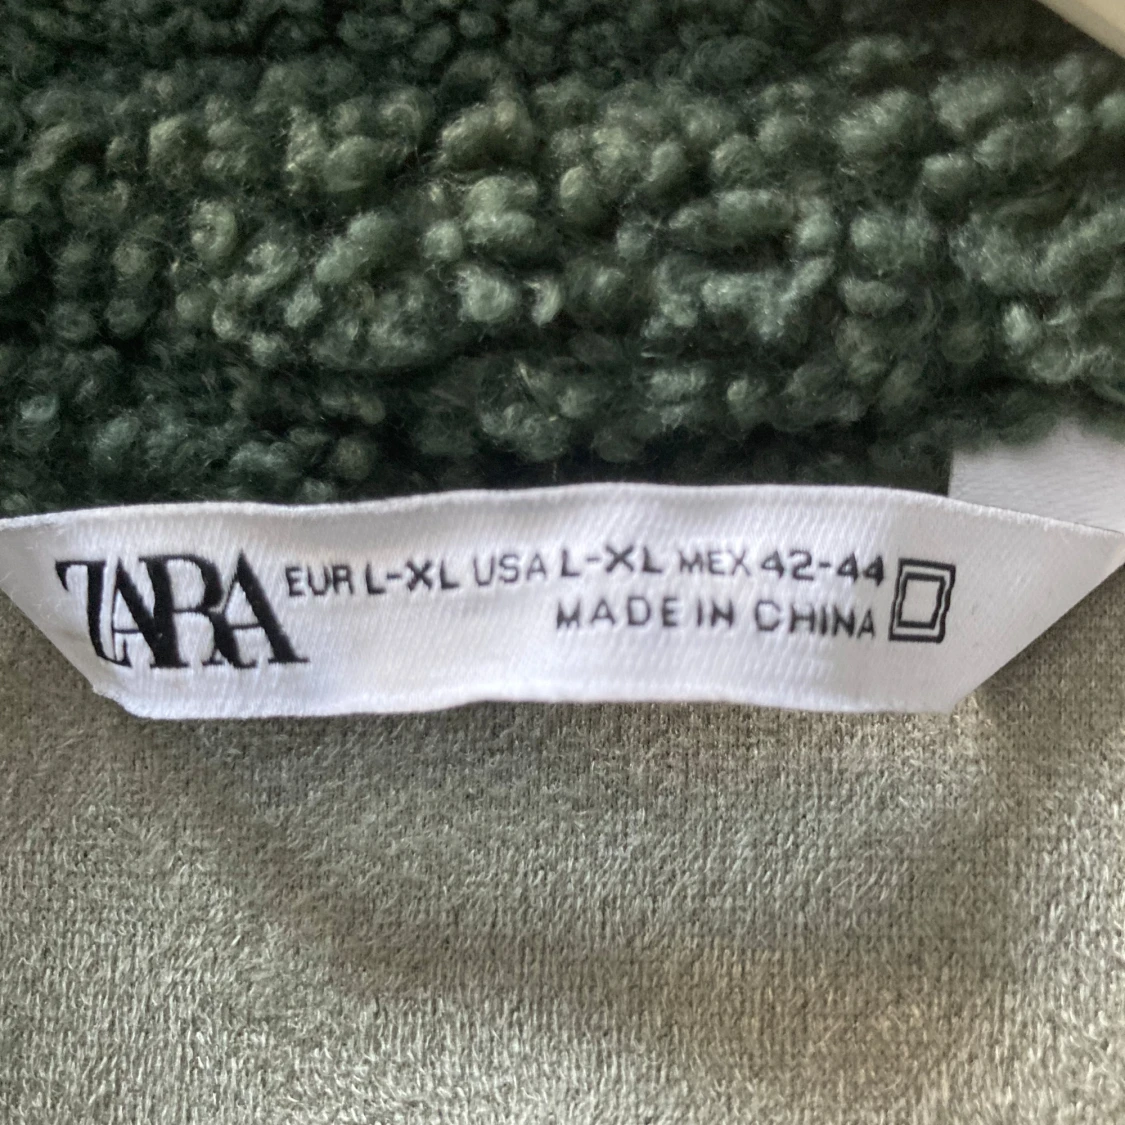 ZARA EUR L-XL USA L-XL MEX 42-44
MADE IN CHINA